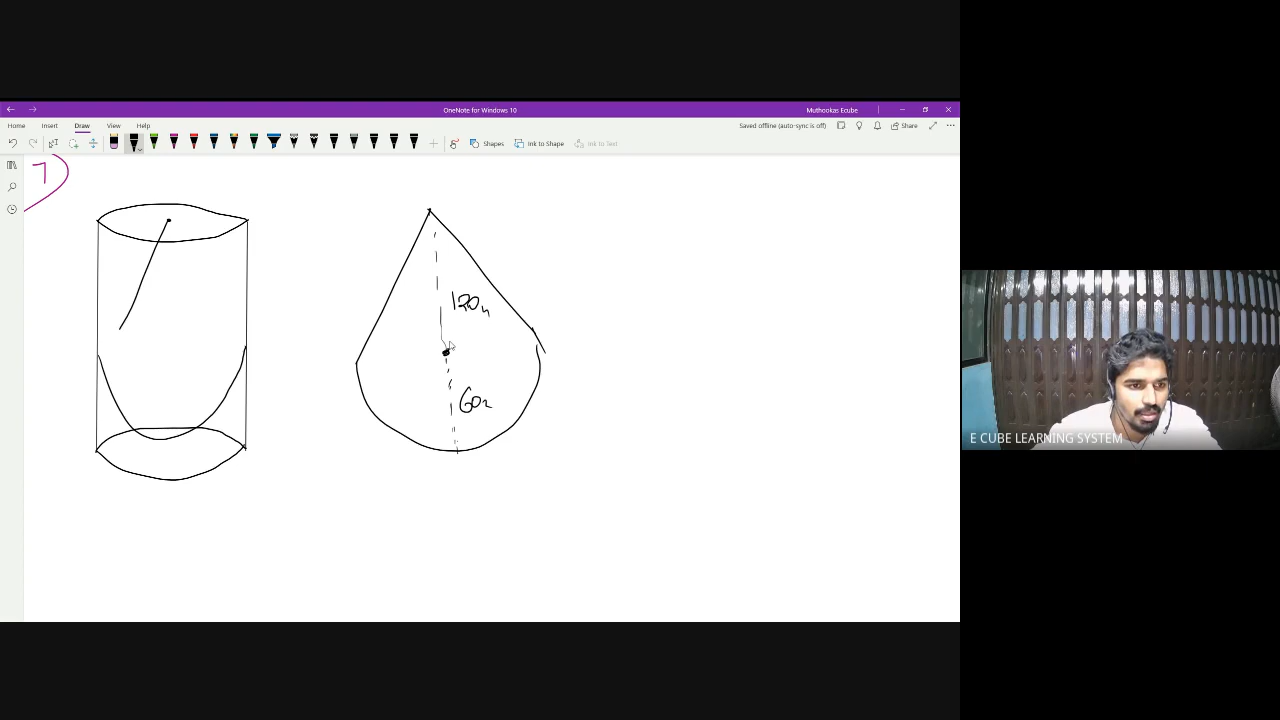 OneNote for Windows 10
Muthookas Ecube
Home Insert Draw View Help
Saved offline (auto-sync is off)
Share
Shapes
Ink to Shape
Ink to Text
7)
120
60
E CUBE LEARNING SYSTEM